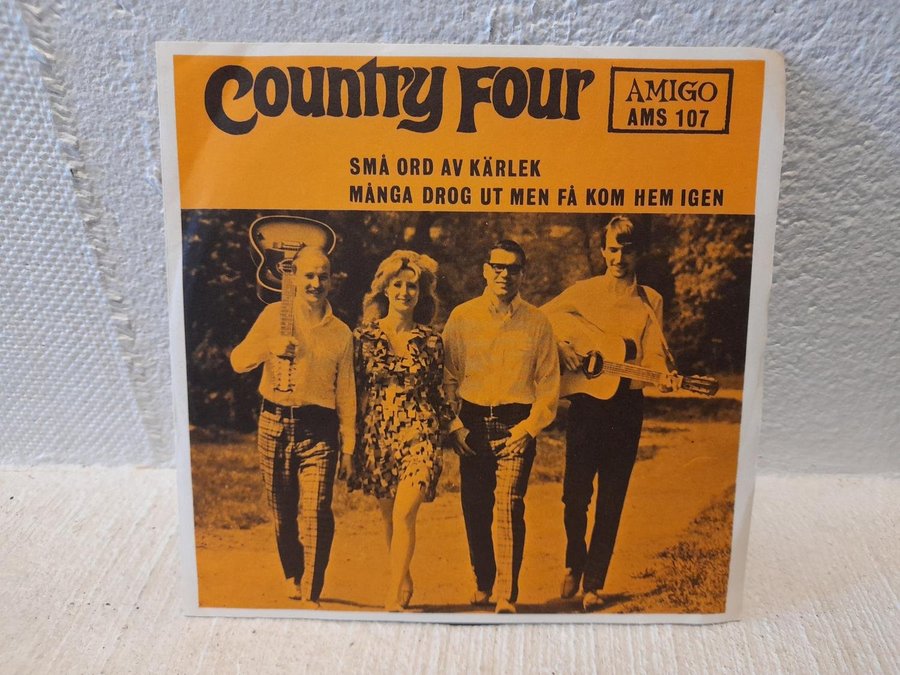 Country Four
AMIGO
AMS 107
SMÅ ORD AV KÄRLEK
MÅNGA DROG UT MEN FÅ KOM HEM IGEN